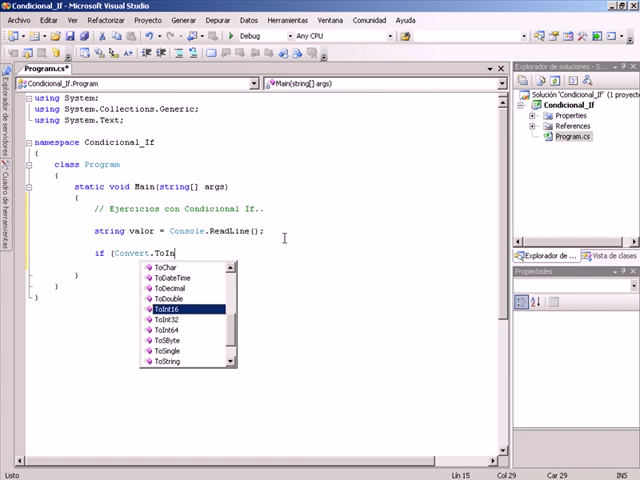 Condicional_If - Microsoft Visual Studio
Archivo Editar Ver Refactorizar Proyecto Generar Depurar Datos Herramientas Ventana Comunidad Ayuda
Debug Any CPU
Program.cs*
Condicional_If.Program Main(string[] args)
using System;
using System.Collections.Generic;
using System.Text;
namespace Condicional_If
{
class Program
{
static void Main(string[] args)
{
// Ejercicios con Condicional If..
string valor = Console.ReadLine();
if (Convert.ToIn
}
}
}
ToChar
ToDateTime
ToDecimal
ToDouble
ToInt16
ToInt32
ToInt64
ToSByte
ToSingle
ToString
Explorador de servidores
Cuadro de herramientas
Explorador de soluciones - S...
Solución "Condicional_If" (1 proyecto
Condicional_If
Properties
References
Program.cs
Explorador de ... Vista de clases
Propiedades
Listo Lín 15 Col 29 Car 29